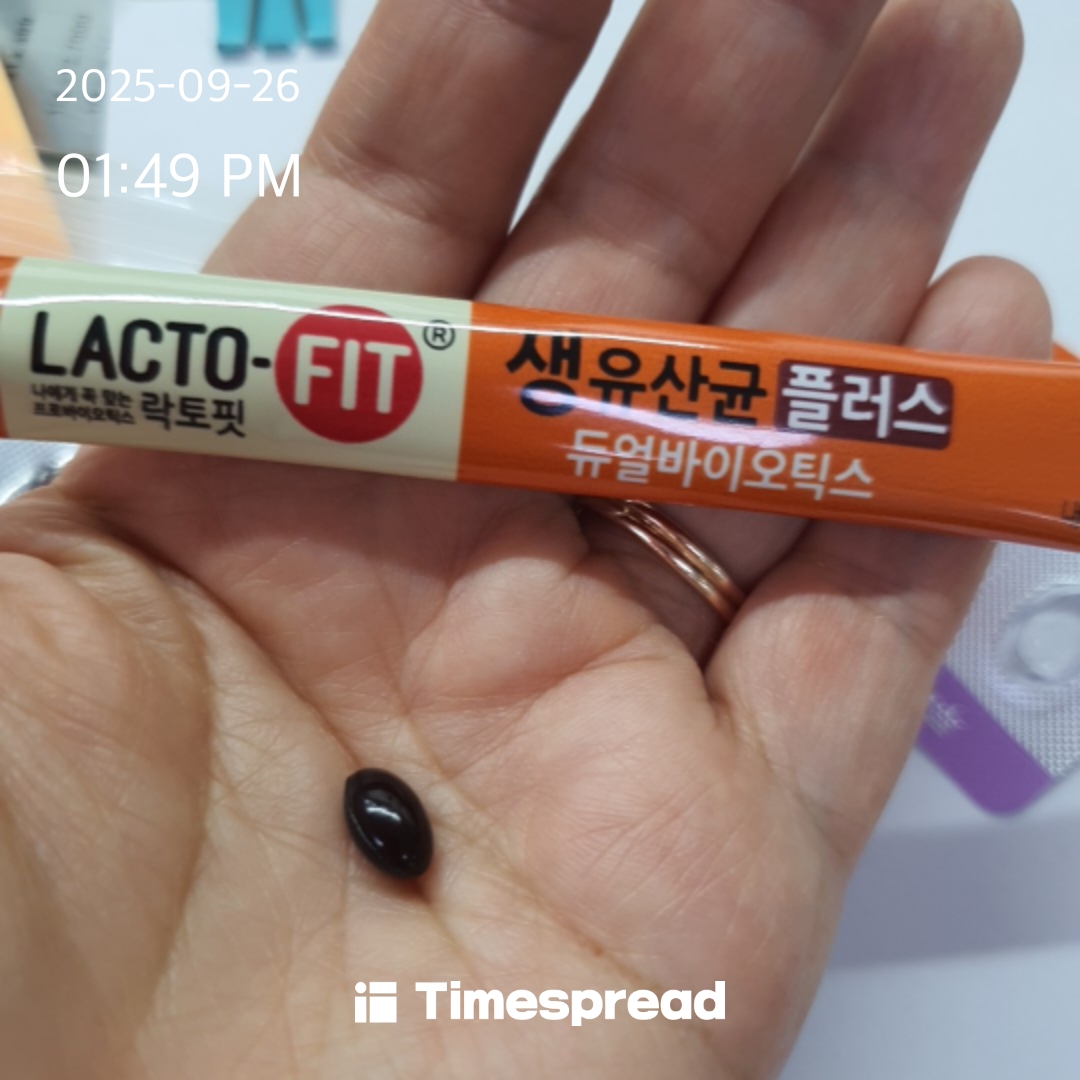 2025-09-26
01:49 PM
LACTO-FIT®
나에게 꼭 맞는
프로바이오틱스 락토핏
생유산균 플러스
듀얼바이오틱스
Timespread